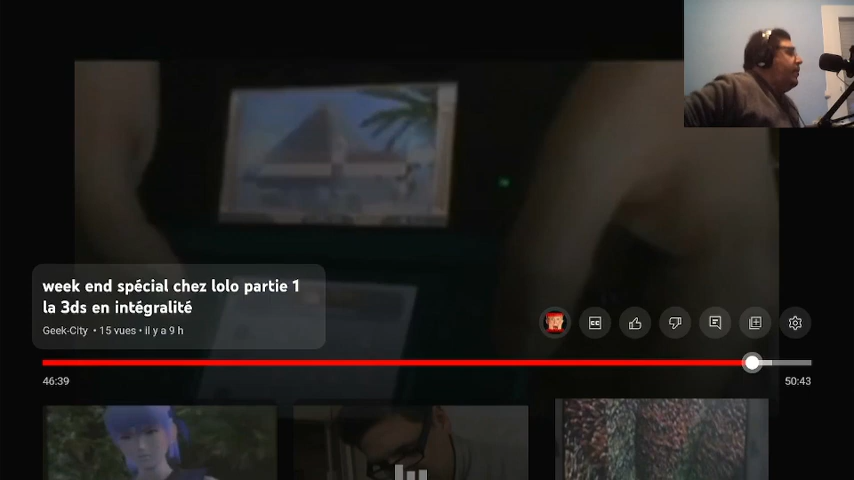 week end spécial chez lolo partie 1
la 3ds en intégralité
Geek-City • 15 vues • il y a 9 h
CC
46:39
50:43